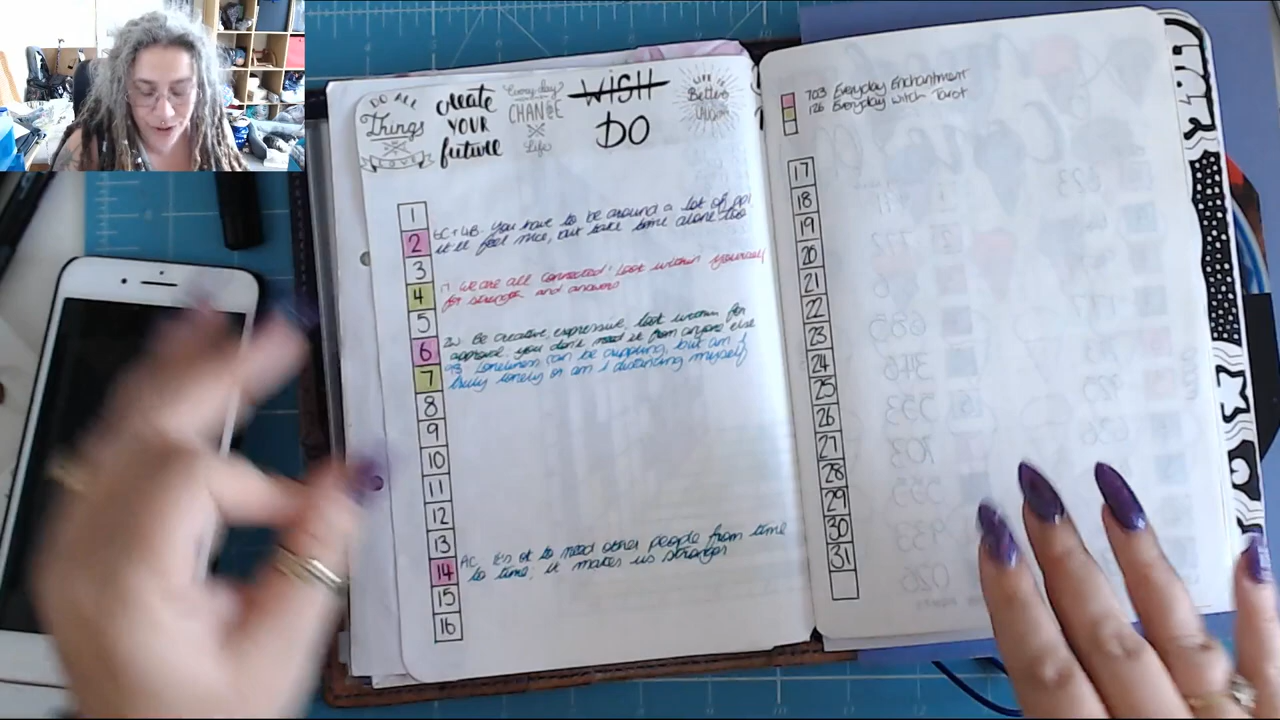 DO ALL
Things
LOVE
create
YOUR
future
Everyday
CHANGE
Life
WISH
DO
Better
1
2 LC + WB. You have to be around a lot of
it'll feel nice, but take time alone too
3
4 17 we are all connected. Look within yourself
for strength and answers
5
6 2W Be creative, expressive, look within for
approval, you don't need it from anyone else
7 Loneliness can be crippling, but am I
truly lonely or am I distancing myself
8
9
10
11
12
13
14 AC. It's ok to need other people from time
to time, it makes us stronger
15
16
703 Everyday Enchantment
126 Everyday Witch Tarot
17
18
19
20
21
22
23
24
25
26
27
28
29
30
31